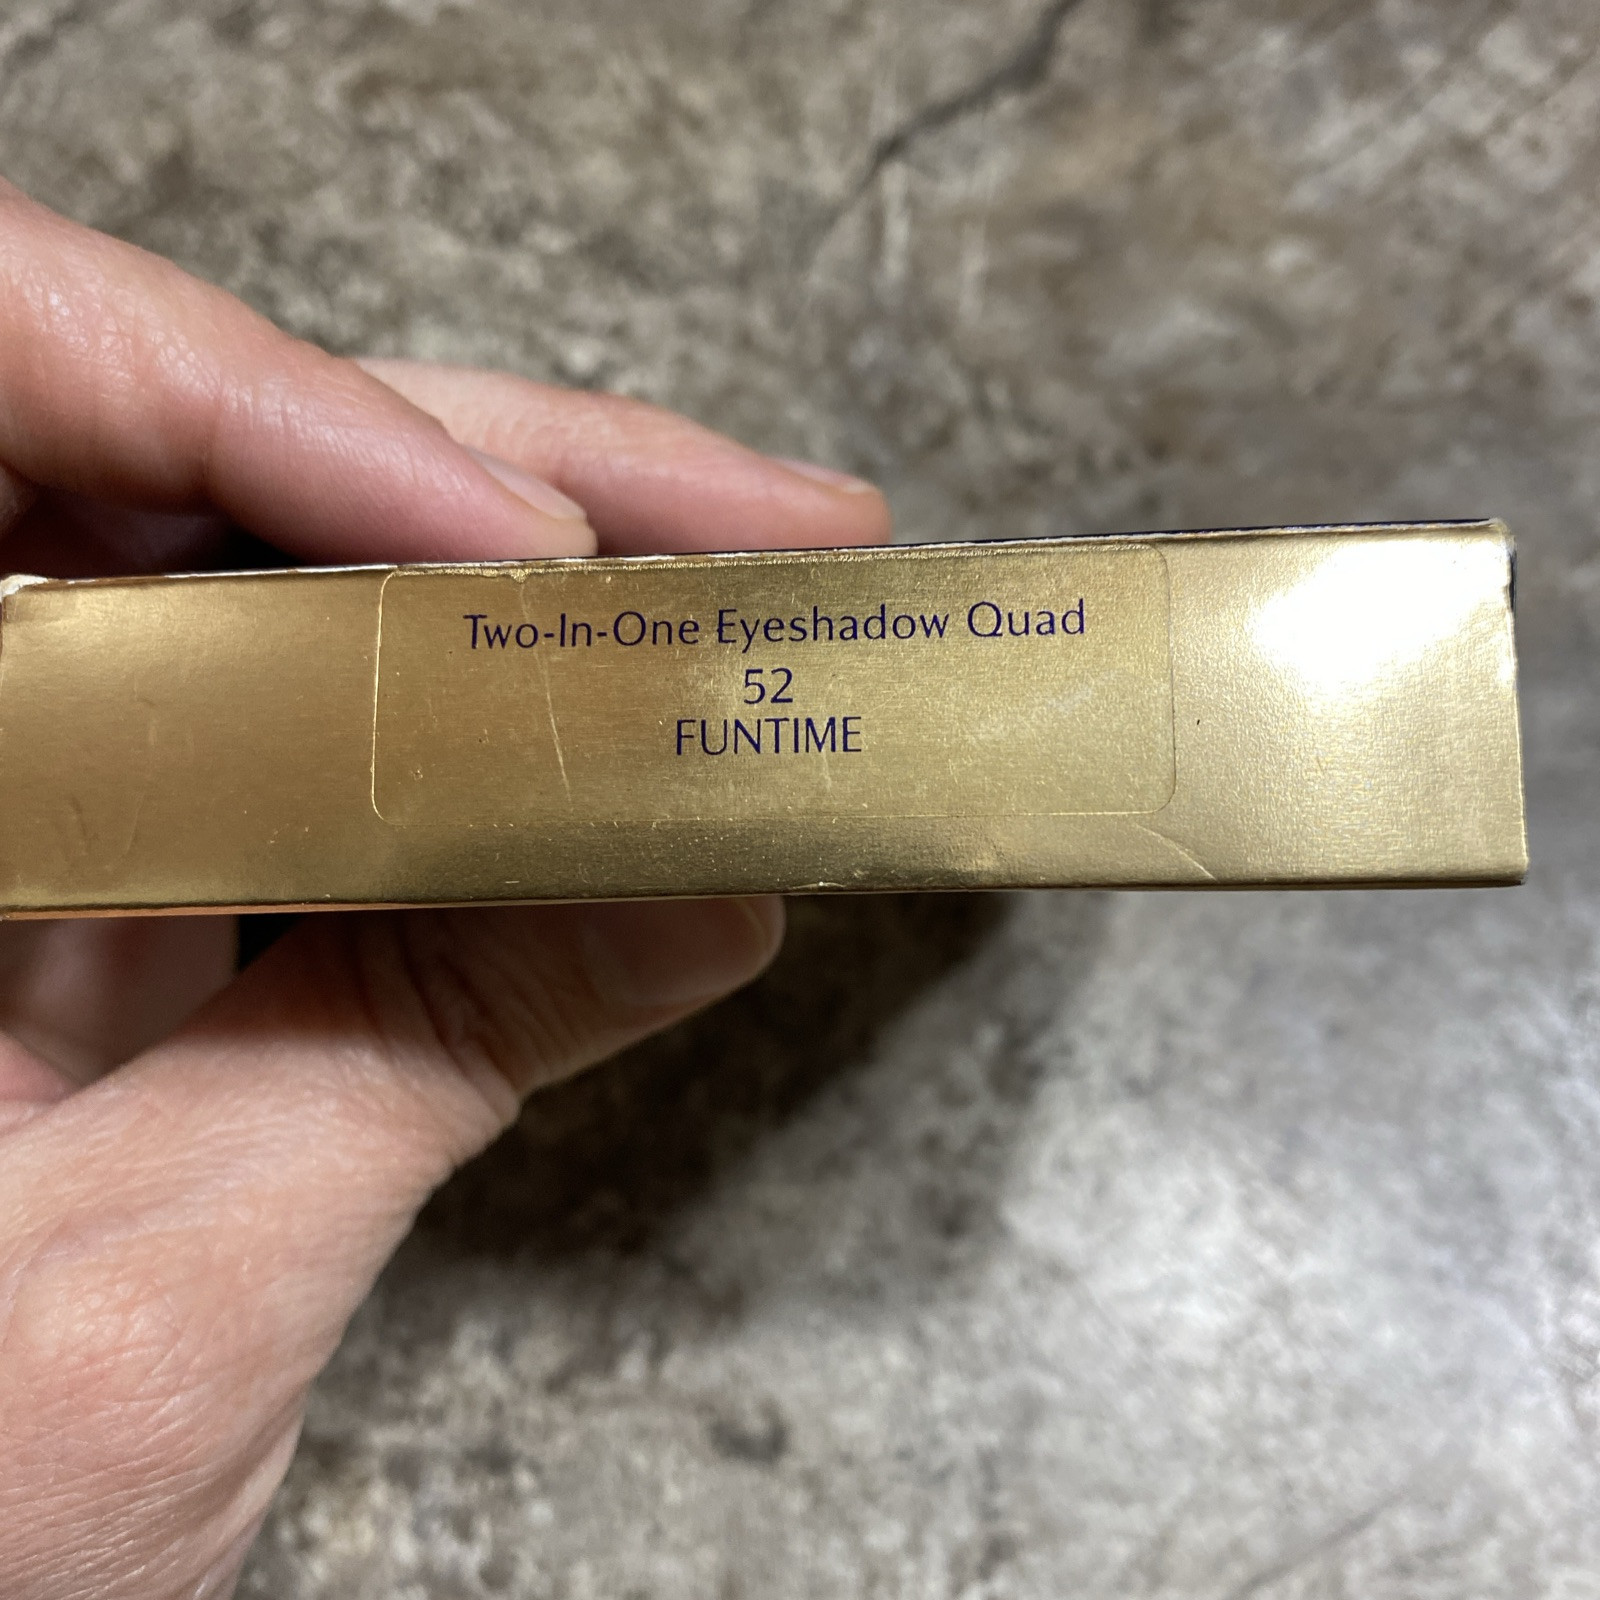 Two-In-One Eyeshadow Quad
52
FUNTIME